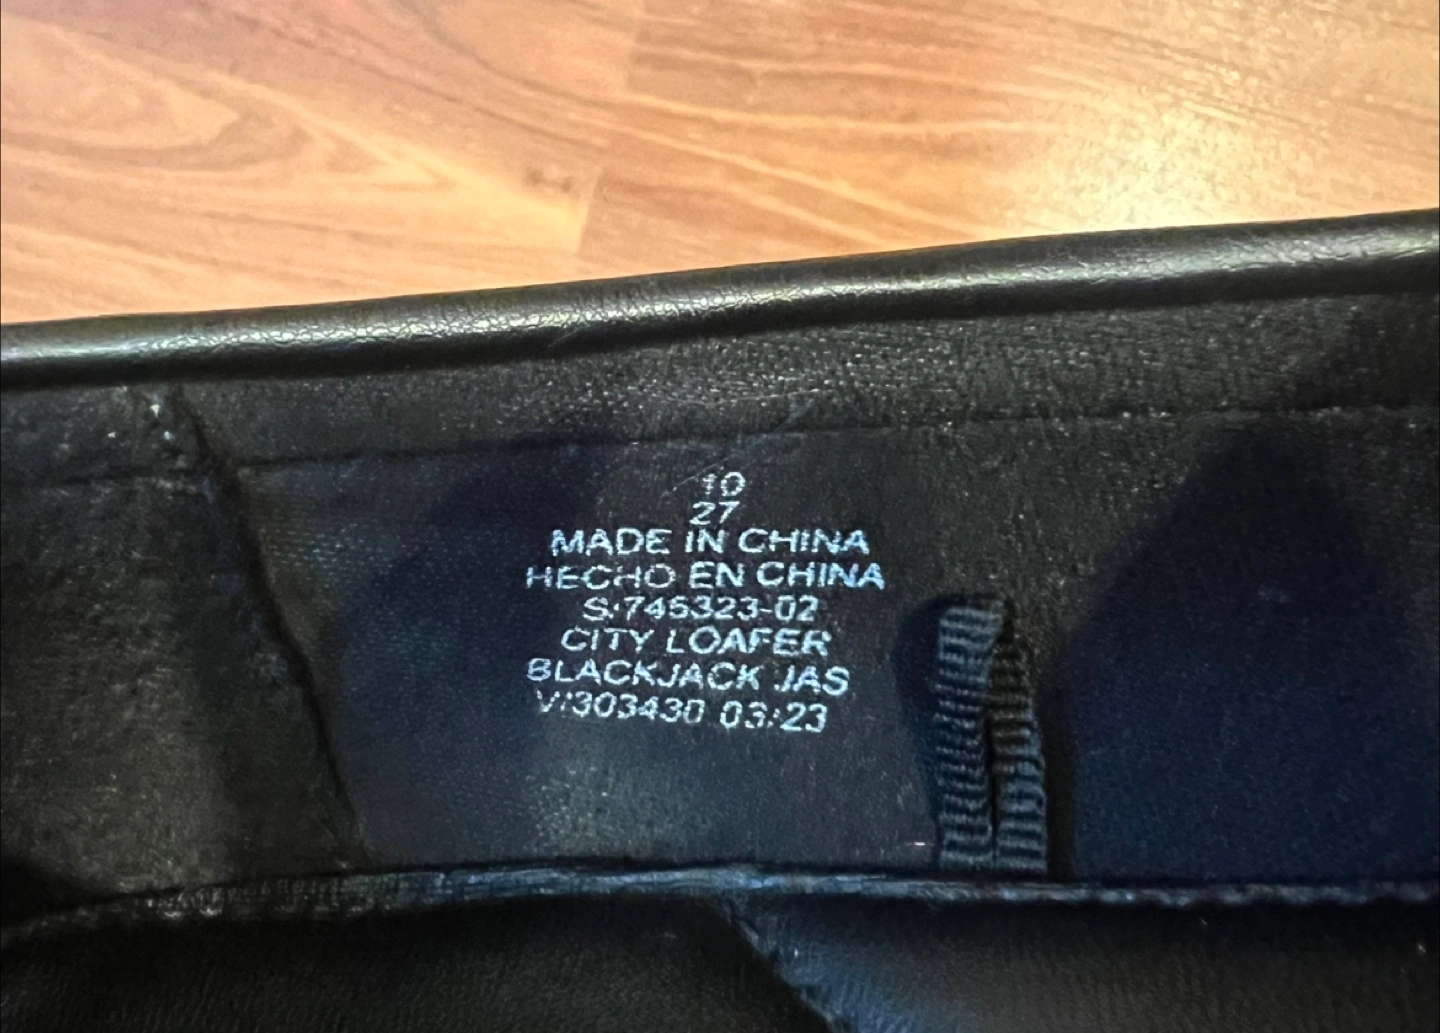 10
27
MADE IN CHINA
HECHO EN CHINA
S:745323-02
CITY LOAFER
BLACKJACK JAS
V:303430 03/23